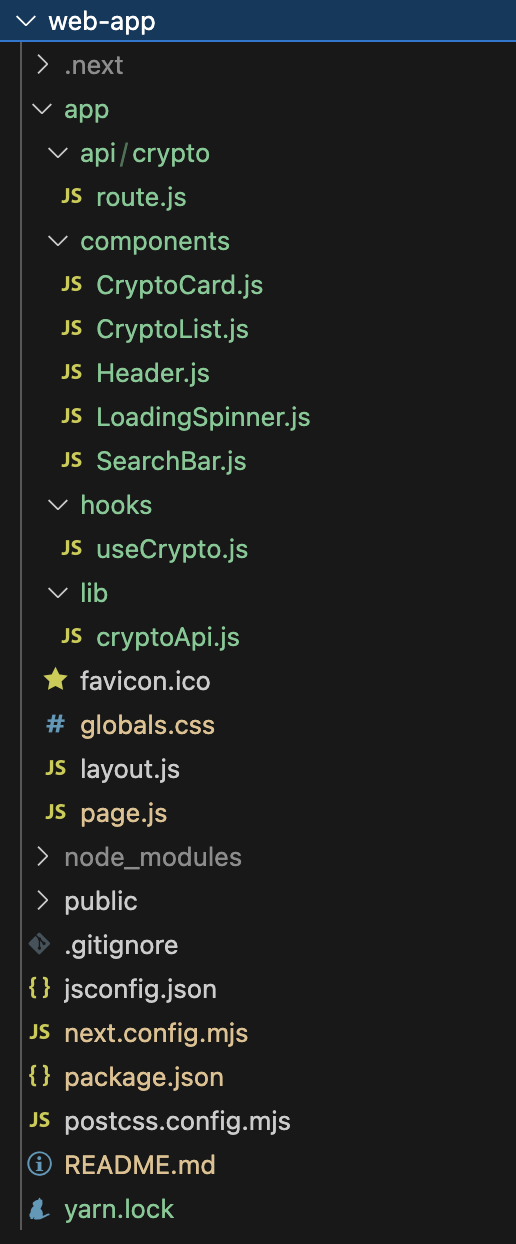 web-app
.next
app
api/crypto
JS route.js
components
JS CryptoCard.js
JS CryptoList.js
JS Header.js
JS LoadingSpinner.js
JS SearchBar.js
hooks
JS useCrypto.js
lib
JS cryptoApi.js
favicon.ico
# globals.css
JS layout.js
JS page.js
node_modules
public
.gitignore
{} jsconfig.json
JS next.config.mjs
{} package.json
JS postcss.config.mjs
README.md
yarn.lock